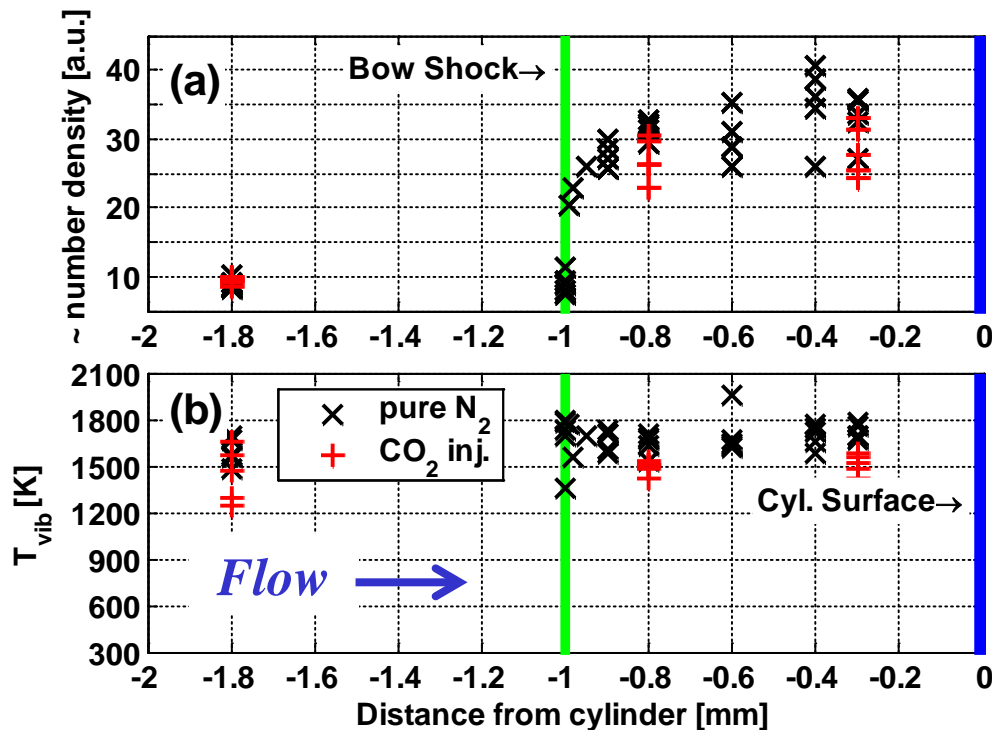 ~ number density [a.u.]
40
30
20
10
(a)
Bow Shock→
-2 -1.8 -1.6 -1.4 -1.2 -1 -0.8 -0.6 -0.4 -0.2 0
T_vib [K]
2100
1800
1500
1200
900
600
300
(b)
pure N₂
CO₂ inj.
Cyl. Surface→
Flow
-2 -1.8 -1.6 -1.4 -1.2 -1 -0.8 -0.6 -0.4 -0.2 0
Distance from cylinder [mm]